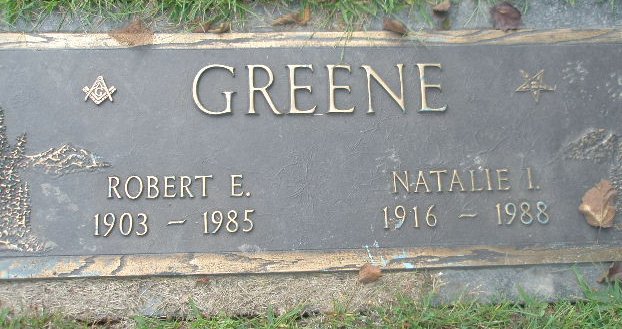 GREENE
ROBERT E. NATALIE I.
1903 ~ 1985 1916 ~ 1988